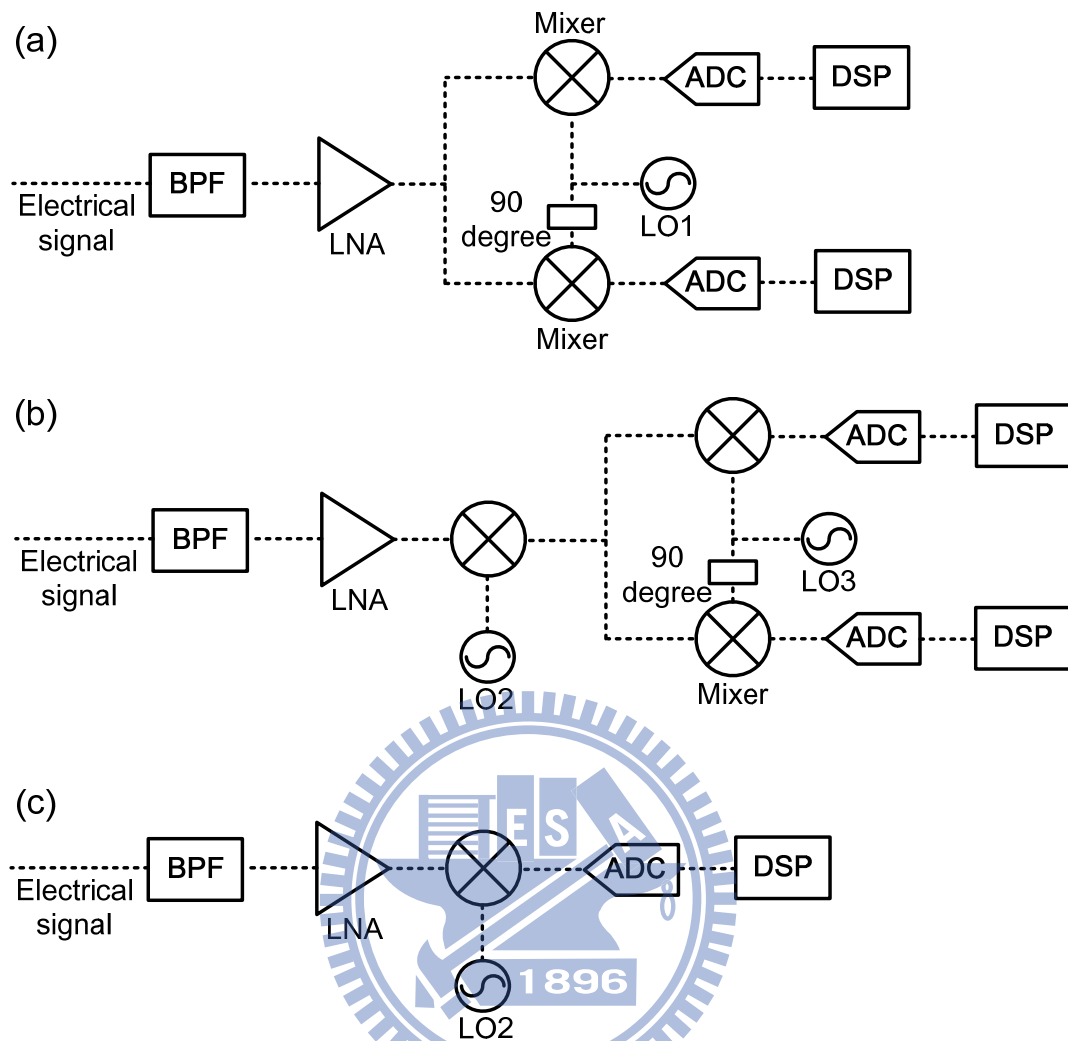 (a)
Mixer
ADC
DSP
BPF
Electrical
signal
LNA
90
degree
LO1
ADC
DSP
Mixer
(b)
ADC
DSP
BPF
Electrical
signal
LNA
LO2
90
degree
LO3
ADC
DSP
Mixer
(c)
BPF
Electrical
signal
LNA
ADC
DSP
LO2
E S A
1896